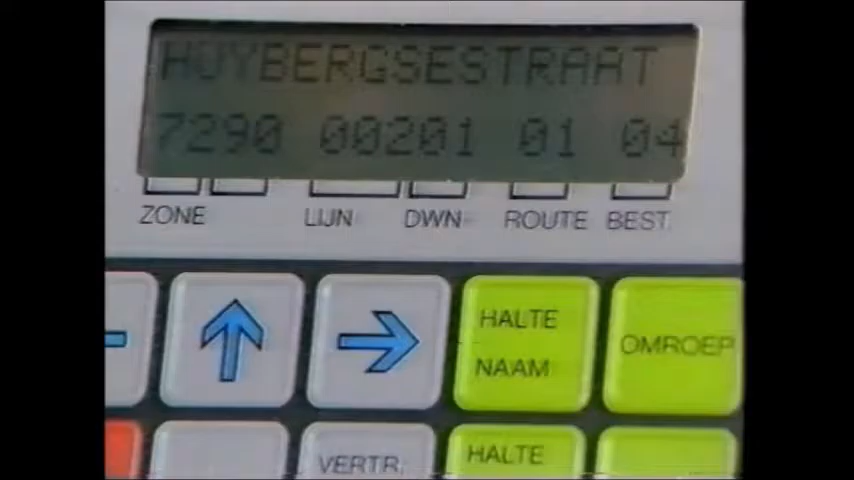 HUYBERGSESTRAAT
7290 00201 01 04
ZONE LIJN DWN ROUTE BEST
HALTE
NAAM
OMROEP
VERTR.
HALTE